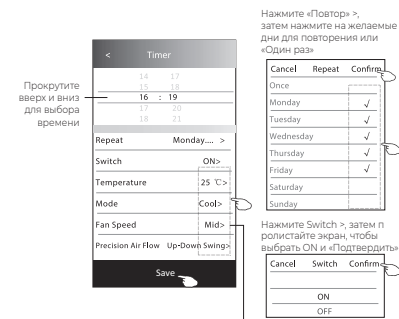 Нажмите «Повтор» >,
затем нажмите на желаемые
дни для повторения или
«Один раз»
Прокрутите
вверх и вниз
для выбора
времени
< Timer
14 17
15 18
16 : 19
17 20
18 21
Repeat Monday.... >
Switch ON>
Temperature 25 °C>
Mode Cool>
Fan Speed Mid>
Precision Air Flow Up-Down Swing>
Save
Cancel Repeat Confirm
Once
Monday √
Tuesday √
Wednesday √
Thursday √
Friday √
Saturday
Sunday
Нажмите Switch >, затем п
ролистайте экран, чтобы
выбрать ON и «Подтвердить»
Cancel Switch Confirm
ON
OFF